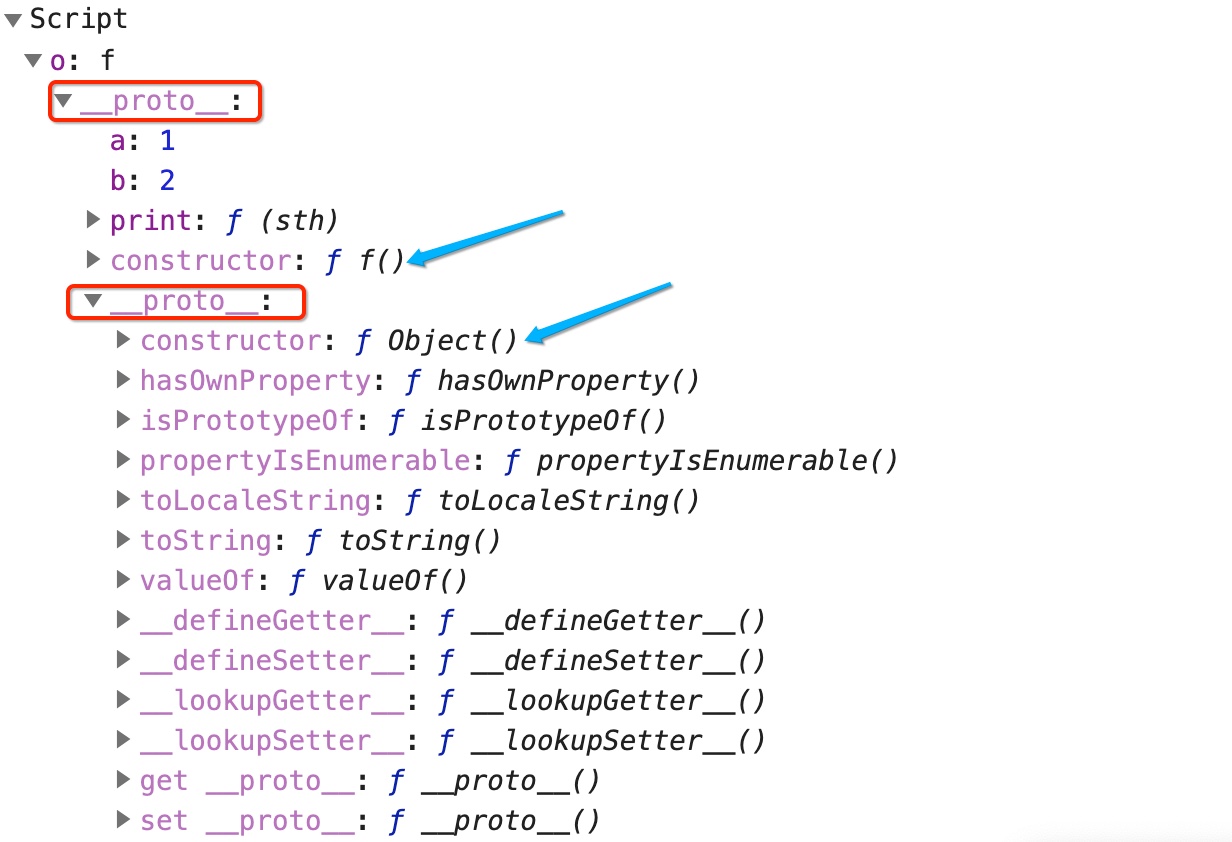 Script
o: f
__proto__:
a: 1
b: 2
print: ƒ (sth)
constructor: ƒ f()
__proto__:
constructor: ƒ Object()
hasOwnProperty: ƒ hasOwnProperty()
isPrototypeOf: ƒ isPrototypeOf()
propertyIsEnumerable: ƒ propertyIsEnumerable()
toLocaleString: ƒ toLocaleString()
toString: ƒ toString()
valueOf: ƒ valueOf()
__defineGetter__: ƒ __defineGetter__()
__defineSetter__: ƒ __defineSetter__()
__lookupGetter__: ƒ __lookupGetter__()
__lookupSetter__: ƒ __lookupSetter__()
get __proto__: ƒ __proto__()
set __proto__: ƒ __proto__()